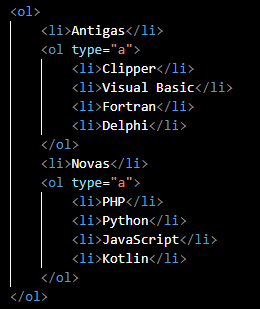 <ol>
<li>Antigas</li>
<ol type="a">
<li>Clipper</li>
<li>Visual Basic</li>
<li>Fortran</li>
<li>Delphi</li>
</ol>
<li>Novas</li>
<ol type="a">
<li>PHP</li>
<li>Python</li>
<li>JavaScript</li>
<li>Kotlin</li>
</ol>
</ol>